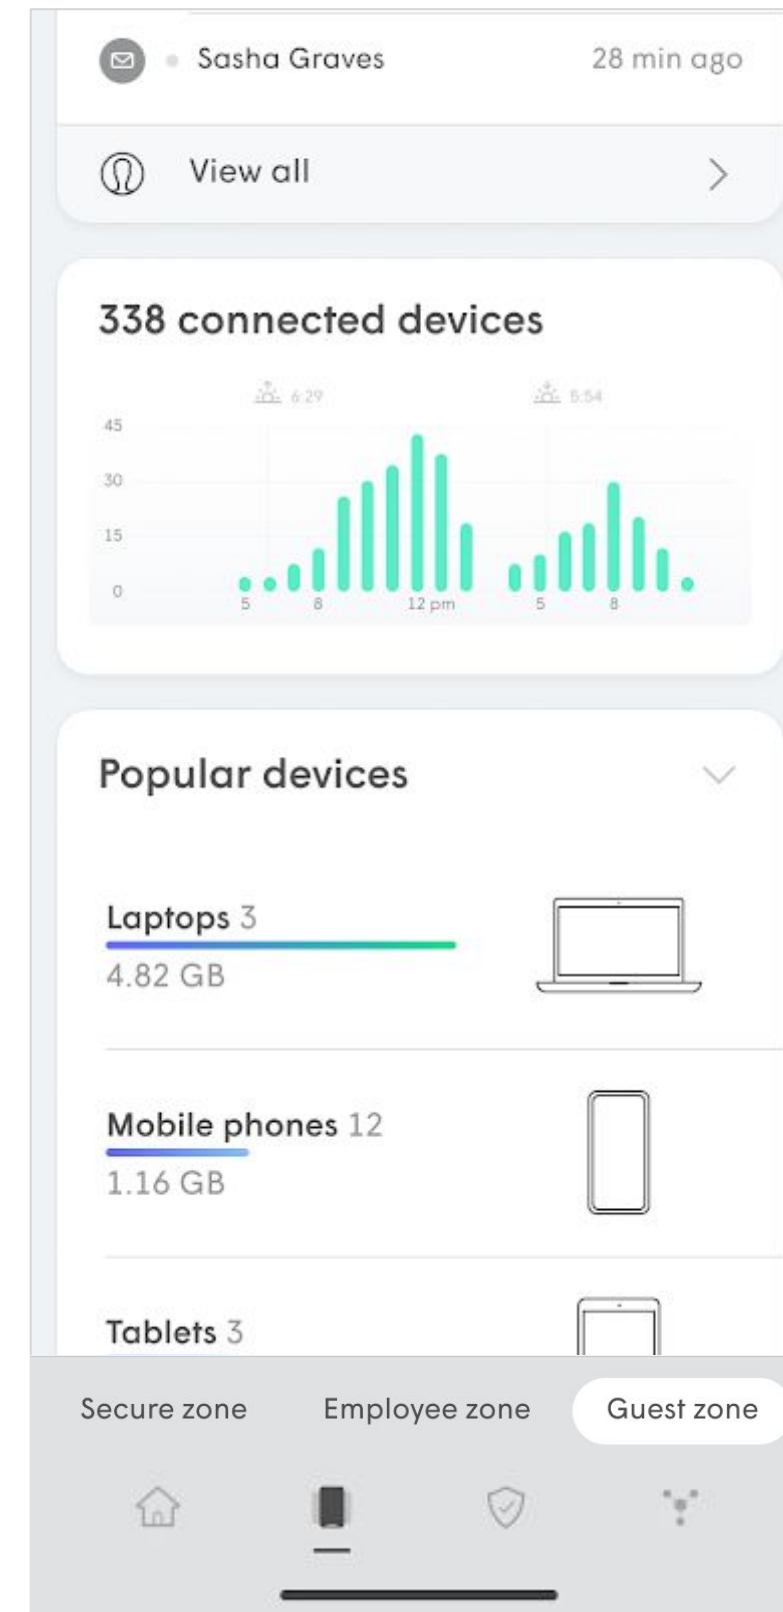 Sasha Graves 28 min ago
View all
338 connected devices
6:29 5:54
45
30
15
0
5 8 12 pm 5 8
Popular devices
Laptops 3
4.82 GB
Mobile phones 12
1.16 GB
Tablets 3
Secure zone Employee zone Guest zone